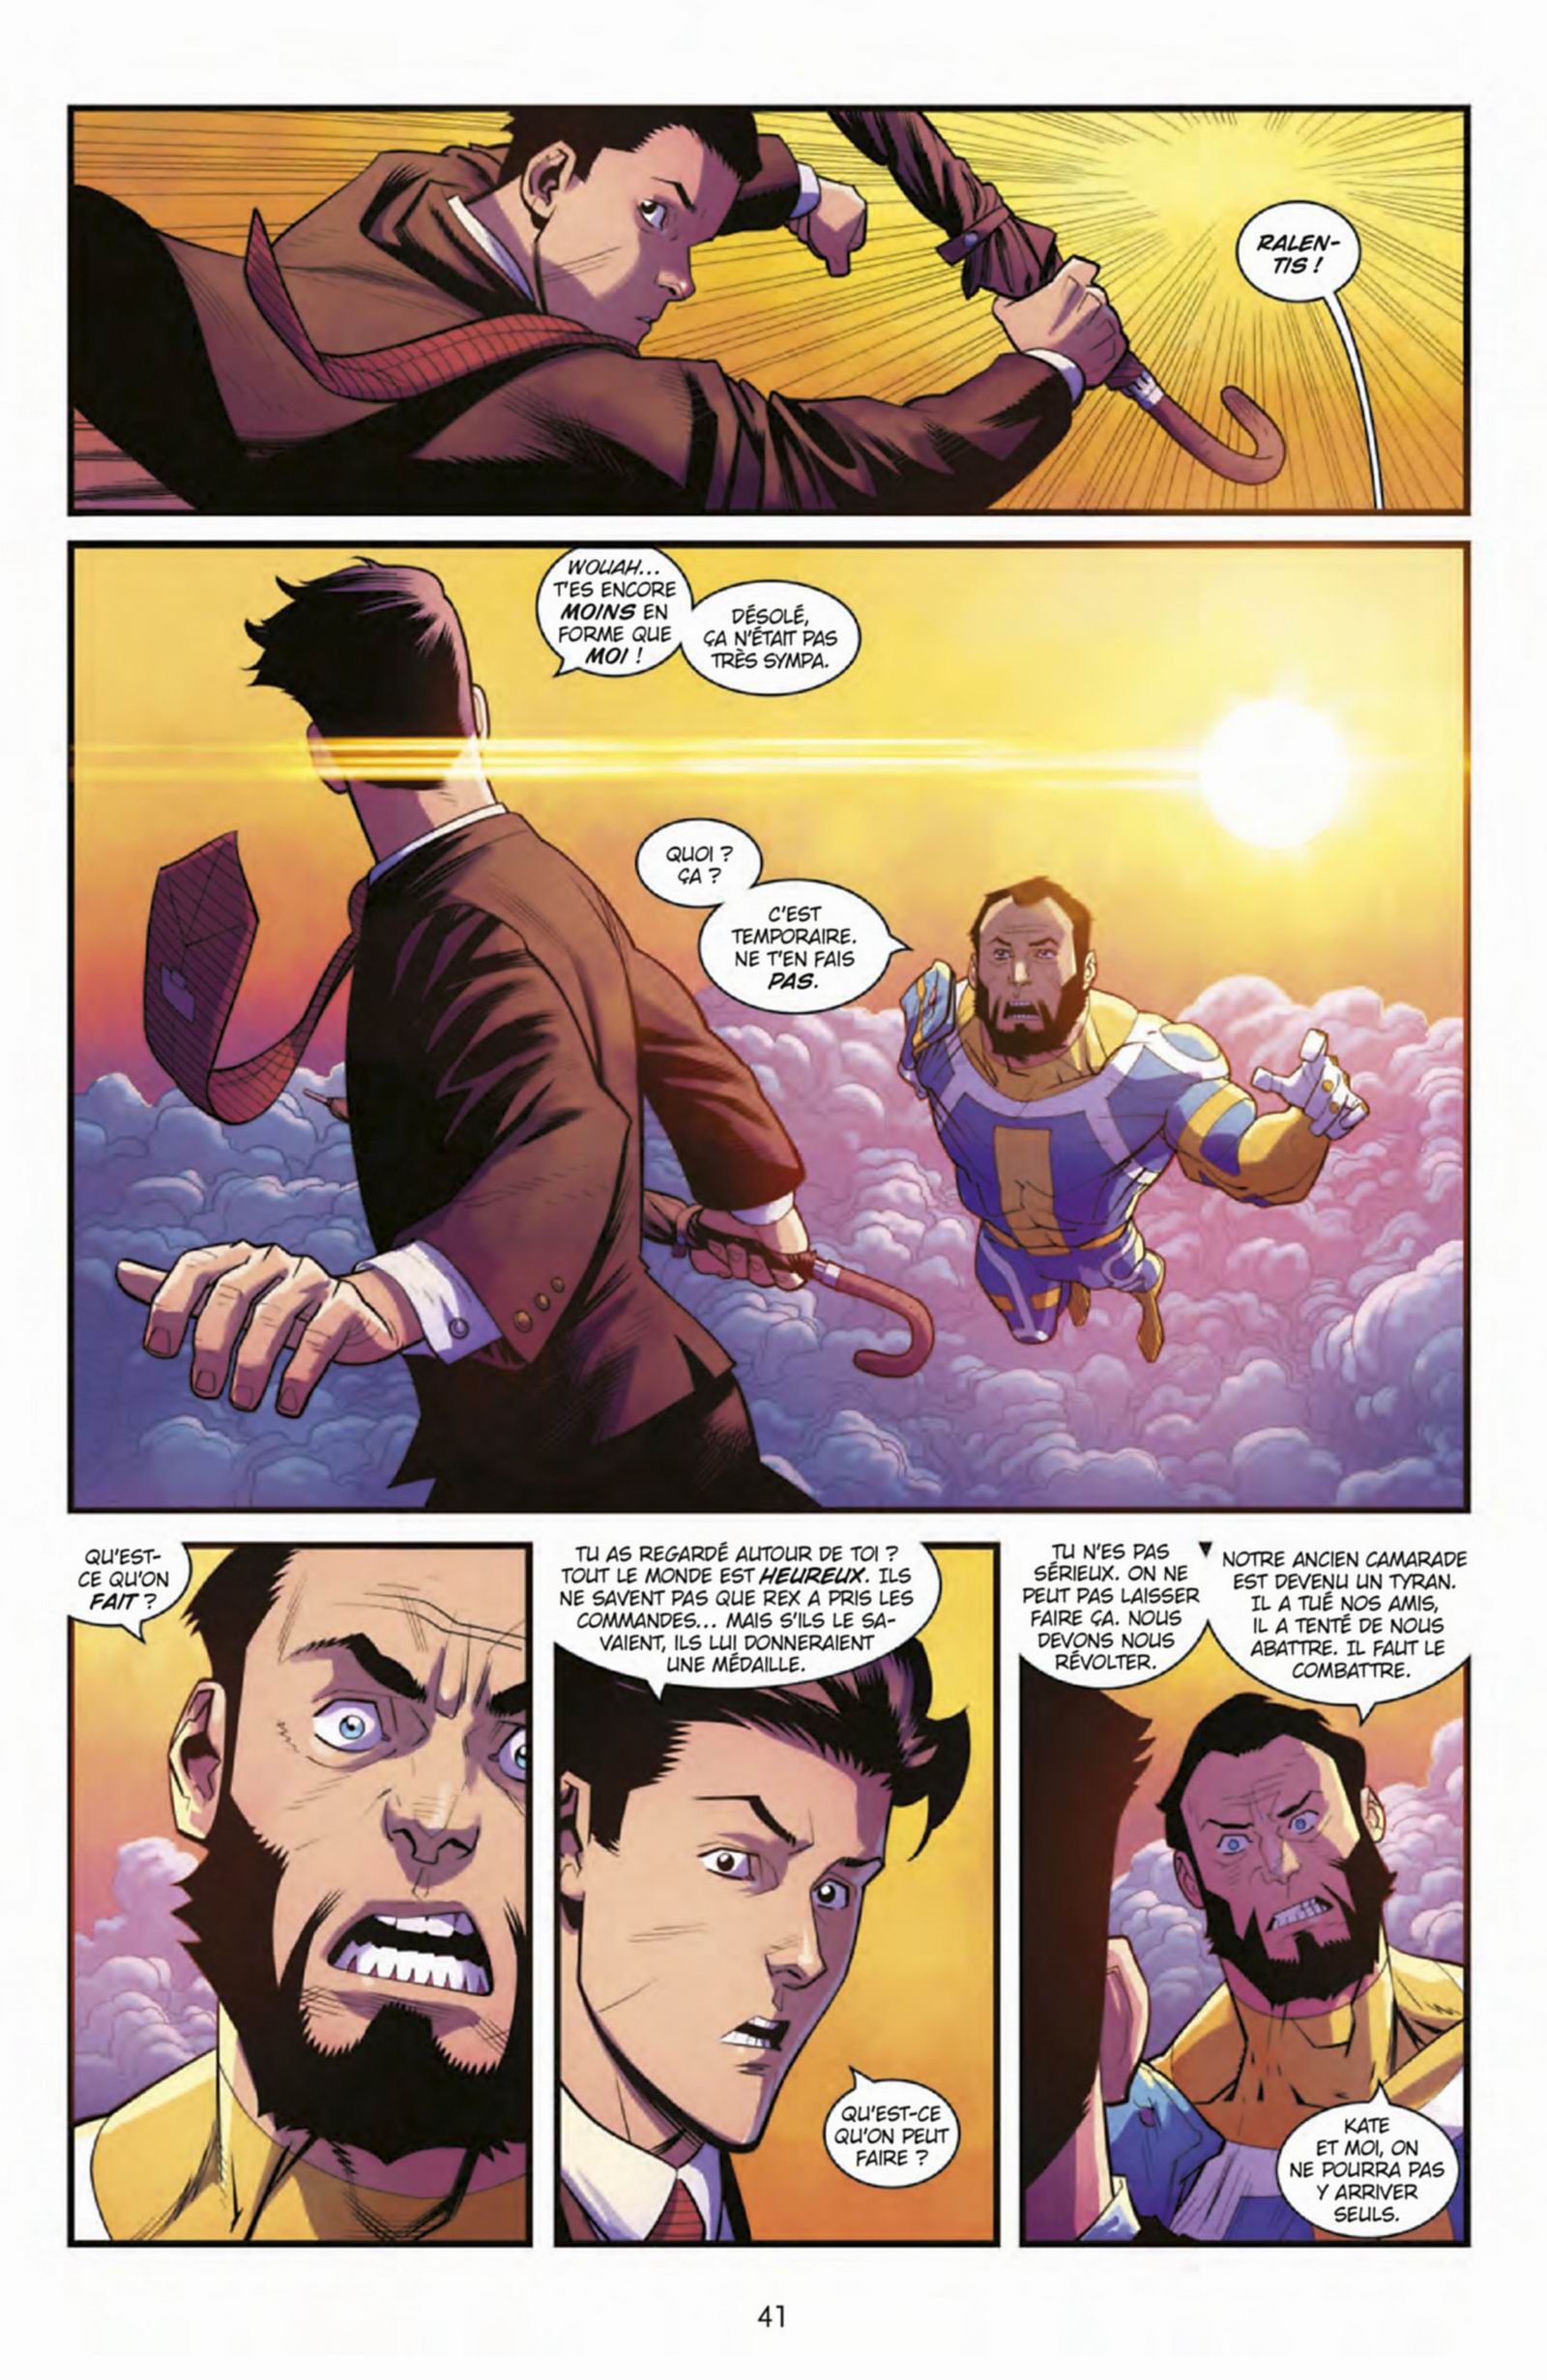 RALEN-
TIS !
WOUAH...
T'ES ENCORE
MOINS EN
FORME QUE
MOI !
DÉSOLÉ,
ÇA N'ÉTAIT PAS
TRÈS SYMPA.
QUOI ?
ÇA ?
C'EST
TEMPORAIRE.
NE T'EN FAIS
PAS.
QU'EST-
CE QU'ON
FAIT ?
TU AS REGARDÉ AUTOUR DE TOI ?
TOUT LE MONDE EST HEUREUX. ILS
NE SAVENT PAS QUE REX A PRIS LES
COMMANDES... MAIS S'ILS LE SA-
VAIENT, ILS LUI DONNERAIENT
UNE MÉDAILLE.
QU'EST-CE
QU'ON PEUT
FAIRE ?
TU N'ES PAS
SÉRIEUX. ON NE
PEUT PAS LAISSER
FAIRE ÇA. NOUS
DEVONS NOUS
RÉVOLTER.
NOTRE ANCIEN CAMARADE
EST DEVENU UN TYRAN.
IL A TUÉ NOS AMIS,
IL A TENTÉ DE NOUS
ABATTRE. IL FAUT LE
COMBATTRE.
KATE
ET MOI, ON
NE POURRA PAS
Y ARRIVER
SEULS.
41